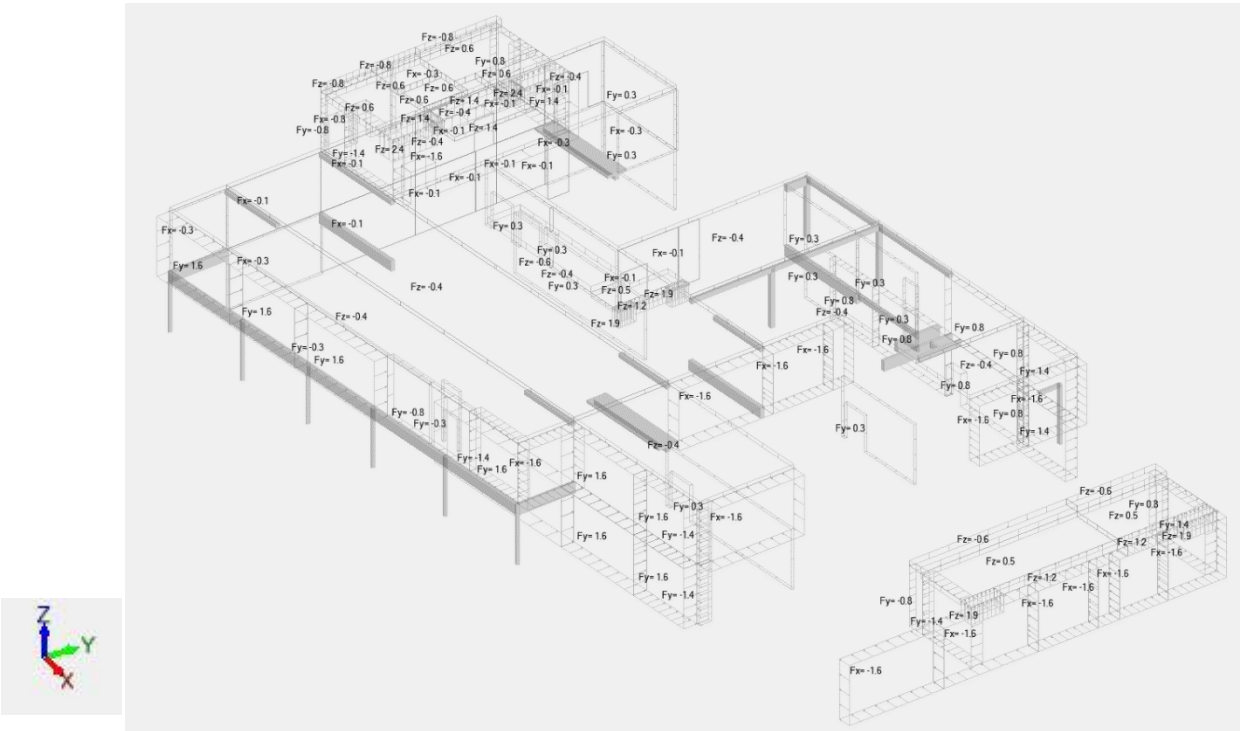 Fz= -0.8
Fz= 0.6
Fz= -0.8
Fy= 0.8
Fx= -0.3
Fz= 0.6
Fz= -0.4
Fz= -0.8
Fz= 0.6
Fz= 0.6
Fx= -0.1
Fz= 2.4
Fy= 0.3
Fz= 0.6
Fz= 1.4
Fx= -0.1
Fy= 1.4
Fz= 0.6
Fz= -0.4
Fx= -0.8
Fz= 1.4
Fy= -0.8
Fx= -0.1
Fz= 1.4
Fx= -0.3
Fz= -0.4
Fx= -0.3
Fz= 2.4
Fy= -1.4
Fx= -1.6
Fy= 0.3
Fx= -0.1
Fx= -0.1
Fx= -0.1
Fx= -0.1
Fx= -0.1
Fx= -0.1
Fx= -0.1
Fx= -0.3
Fy= 0.3
Fz= -0.4
Fy= 0.3
Fy= 0.3
Fx= -0.1
Fy= 1.6
Fx= -0.3
Fz= -0.6
Fz= -0.4
Fx= -0.1
Fy= 0.3
Fy= 0.3
Fz= -0.4
Fy= 0.3
Fz= 0.5
Fz= 1.9
Fy= 0.8
Fz= 1.2
Fz= -0.4
Fy= 1.6
Fz= -0.4
Fz= 1.9
Fy= 0.3
Fy= 0.8
Fy= 0.8
Fy= -0.3
Fx= -1.6
Fy= 0.8
Fy= 1.6
Fx= -1.6
Fz= -0.4
Fy= 1.4
Fy= 0.8
Fx= -1.6
Fx= -1.6
Fy= -0.8
Fx= -1.6
Fy= 0.8
Fy= -0.3
Fy= 0.3
Fy= 1.4
Fz= -0.4
Fy= -1.4
Fx= -1.6
Fy= 1.6
Fy= 1.6
Fz= -0.6
Fy= 0.3
Fy= 0.8
Fy= 1.6
Fx= -1.6
Fz= 0.5
Fy= 1.4
Fy= 1.6
Fy= -1.4
Fz= -0.6
Fz= 1.2
Fz= 1.9
Fx= -1.6
Fz= 0.5
Fy= 1.6
Fz= 1.2
Fx= -1.6
Fx= -1.6
Fy= -1.4
Fy= -0.8
Fx= -1.6
Fz= 1.9
Fy= -1.4
Fx= -1.6
Fx= -1.6
Z
Y
X